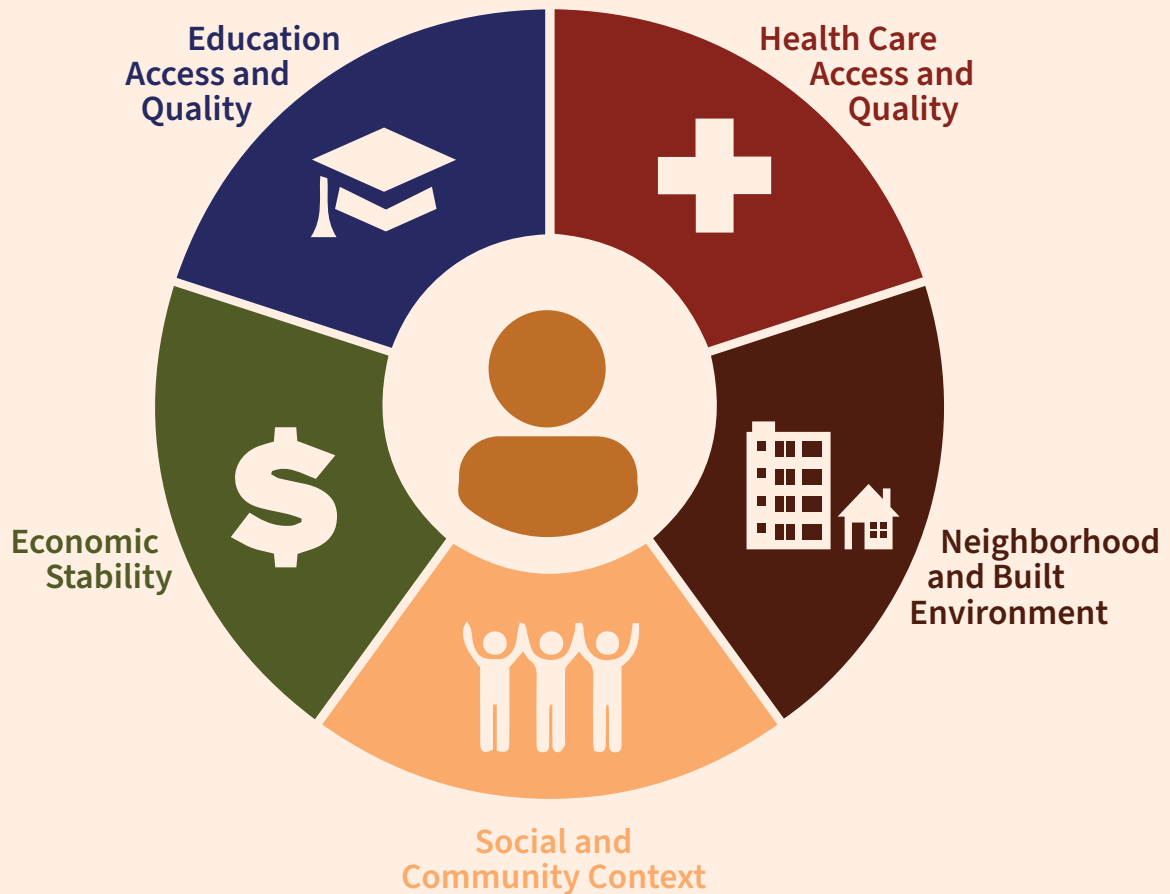 Education
Access and
Quality
Health Care
Access and
Quality
Economic
Stability
Neighborhood
and Built
Environment
Social and
Community Context